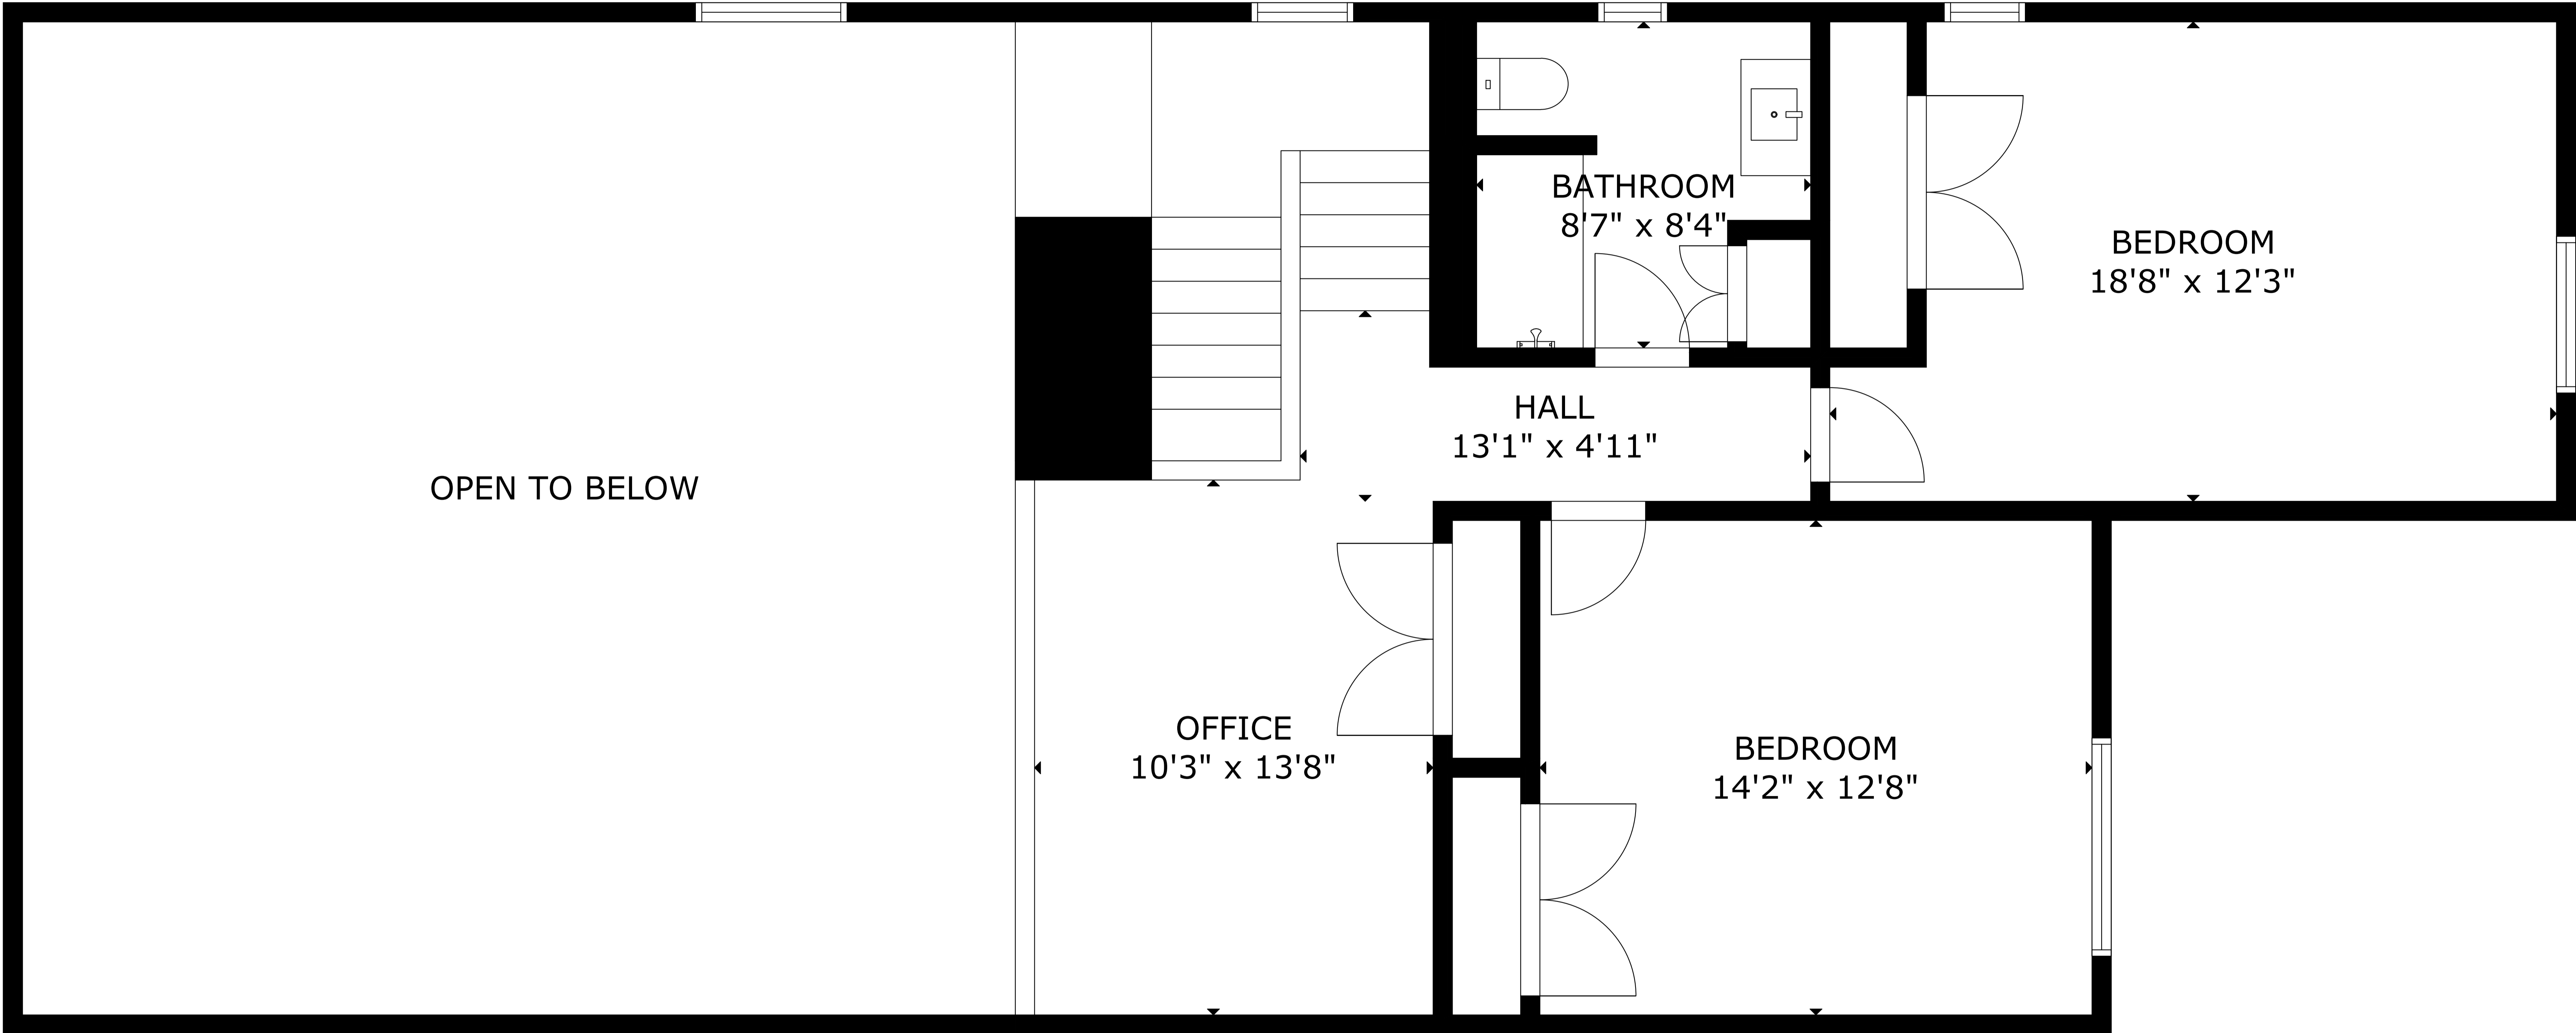 BATHROOM
8'7" x 8'4"
BEDROOM
18'8" x 12'3"
HALL
13'1" x 4'11"
OPEN TO BELOW
OFFICE
10'3" x 13'8"
BEDROOM
14'2" x 12'8"